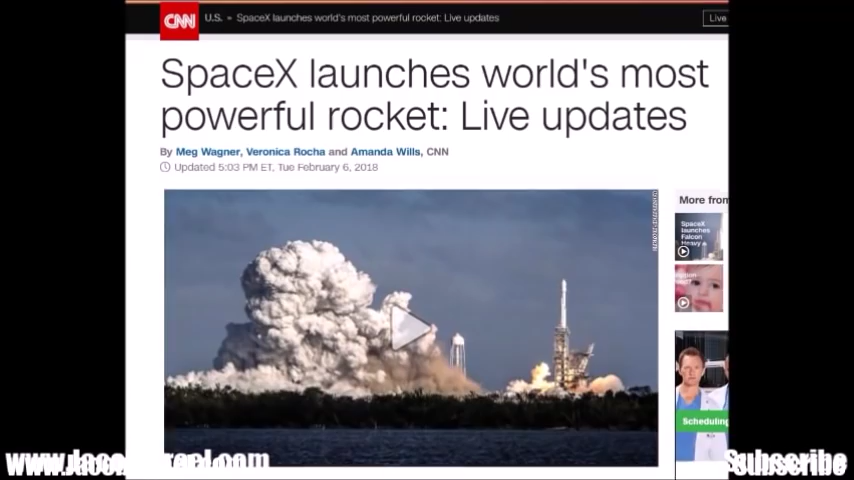 CNN U.S. » SpaceX launches world's most powerful rocket: Live updates Live
SpaceX launches world's most
powerful rocket: Live updates
By Meg Wagner, Veronica Rocha and Amanda Wills, CNN
Updated 5:03 PM ET, Tue February 6, 2018
More from
SpaceX
launches
Falcon
Heavy a
Scheduling
Subscribe